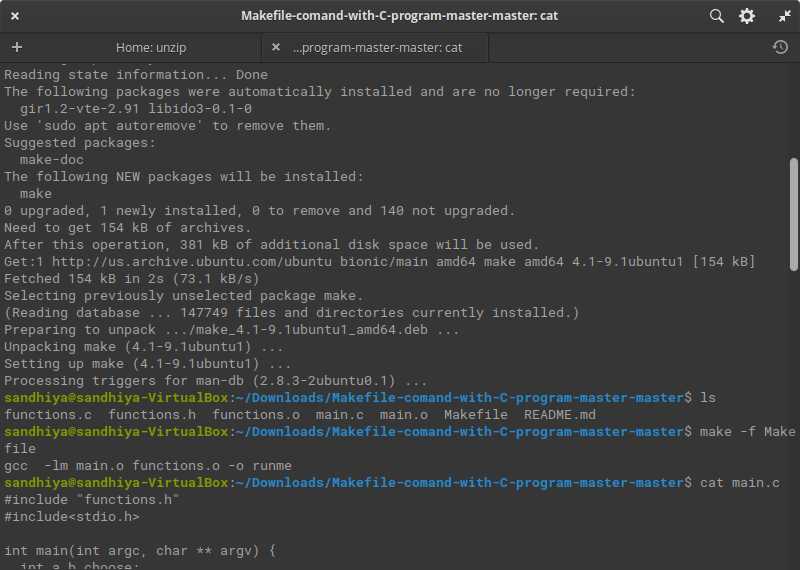 Makefile-comand-with-C-program-master-master: cat
Home: unzip
...program-master-master: cat
Reading state information... Done
The following packages were automatically installed and are no longer required:
  gir1.2-vte-2.91 libido3-0.1-0
Use 'sudo apt autoremove' to remove them.
Suggested packages:
  make-doc
The following NEW packages will be installed:
  make
0 upgraded, 1 newly installed, 0 to remove and 140 not upgraded.
Need to get 154 kB of archives.
After this operation, 381 kB of additional disk space will be used.
Get:1 http://us.archive.ubuntu.com/ubuntu bionic/main amd64 make amd64 4.1-9.1ubuntu1 [154 kB]
Fetched 154 kB in 2s (73.1 kB/s)
Selecting previously unselected package make.
(Reading database ... 147749 files and directories currently installed.)
Preparing to unpack .../make_4.1-9.1ubuntu1_amd64.deb ...
Unpacking make (4.1-9.1ubuntu1) ...
Setting up make (4.1-9.1ubuntu1) ...
Processing triggers for man-db (2.8.3-2ubuntu0.1) ...
sandhiya@sandhiya-VirtualBox:~/Downloads/Makefile-comand-with-C-program-master-master$ ls
functions.c  functions.h  functions.o  main.c  main.o  Makefile  README.md
sandhiya@sandhiya-VirtualBox:~/Downloads/Makefile-comand-with-C-program-master-master$ make -f Make
file
gcc  -lm main.o functions.o -o runme
sandhiya@sandhiya-VirtualBox:~/Downloads/Makefile-comand-with-C-program-master-master$ cat main.c
#include "functions.h"
#include<stdio.h>
int main(int argc, char ** argv) {
  int a,b,choose;